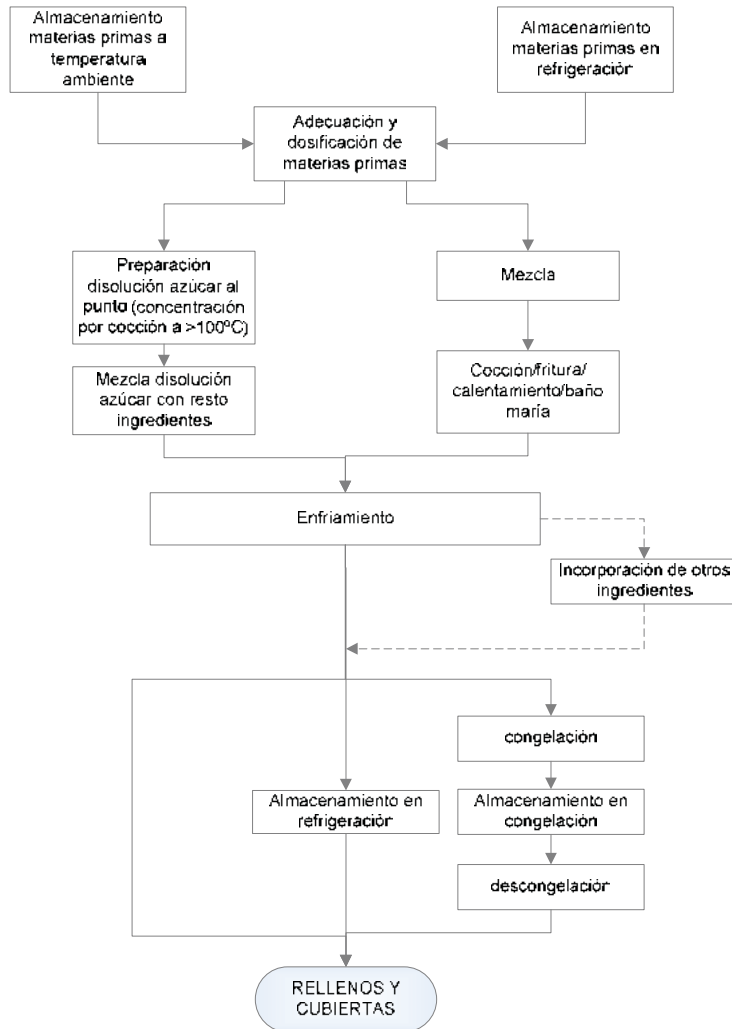 Almacenamiento
materias primas a
temperatura
ambiente
Almacenamiento
materias primas en
refrigeración
Adecuación y
dosificación de
materias primas
Preparación
disolución azúcar al
punto (concentración
por cocción a >100ºC)
Mezcla
Mezcla disolución
azúcar con resto
ingredientes
Cocción/fritura/
calentamiento/baño
maría
Enfriamiento
Incorporación de otros
ingredientes
congelación
Almacenamiento en
refrigeración
Almacenamiento en
congelación
descongelación
RELLENOS Y
CUBIERTAS